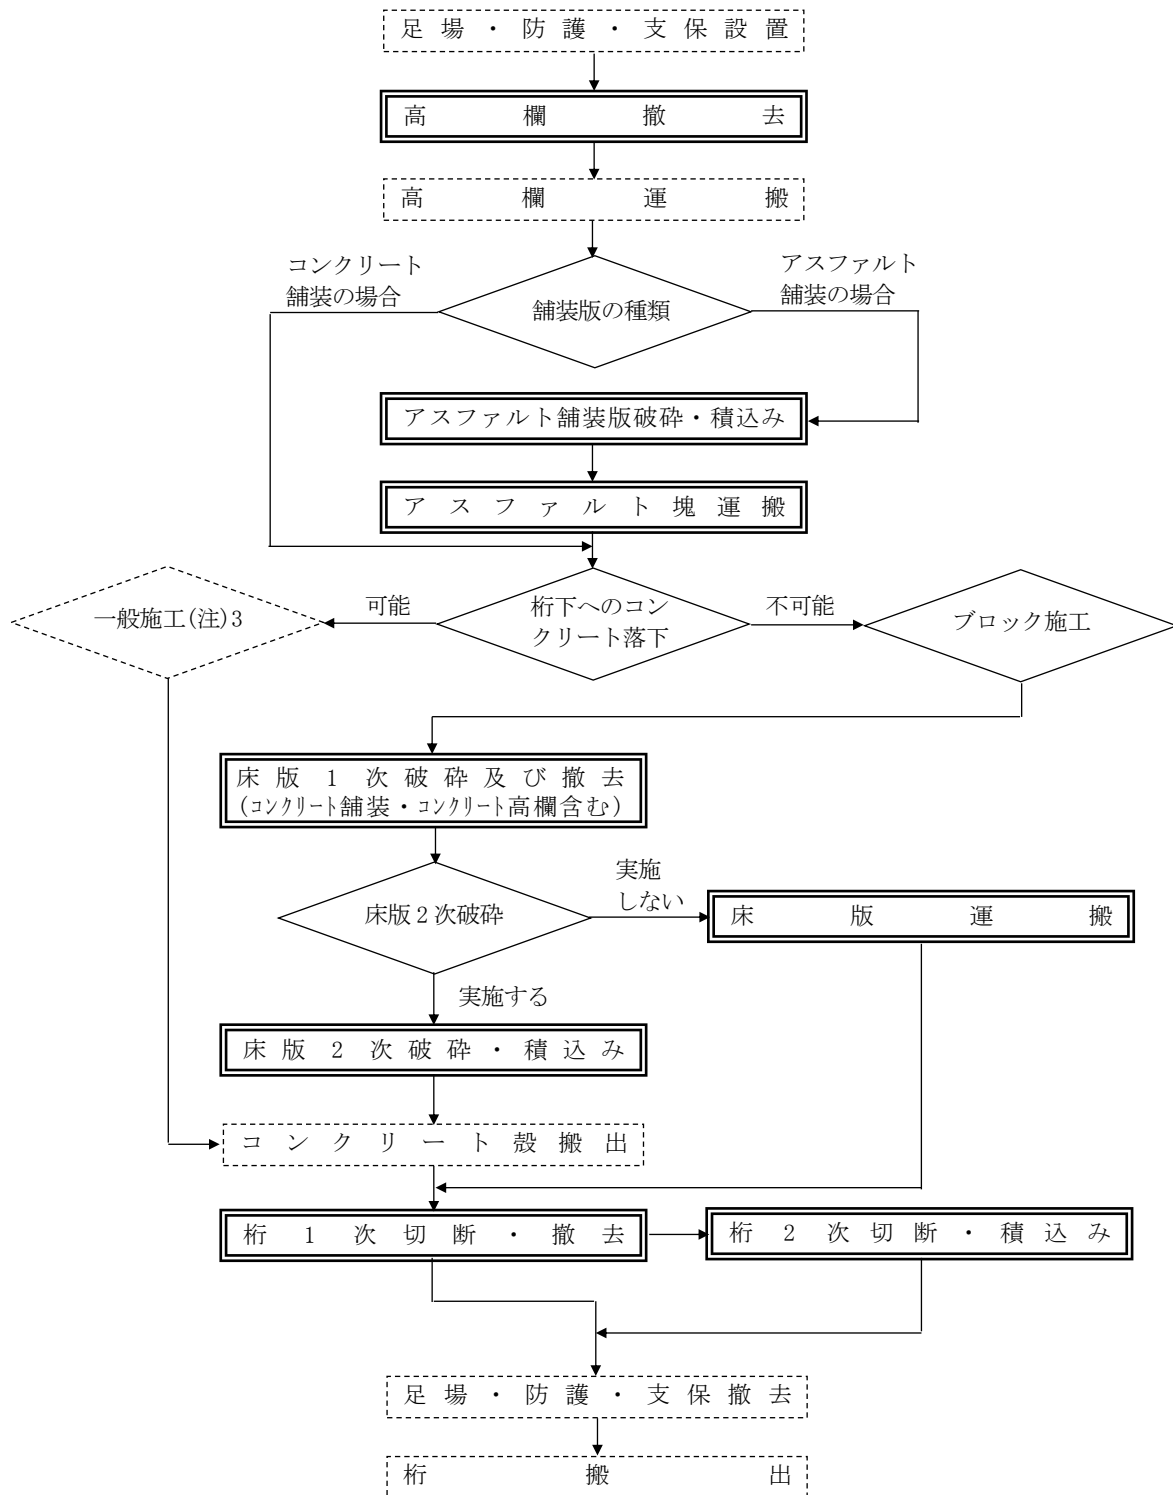 足場・防護・支保設置
高欄撤去
高欄運搬
コンクリート
舗装の場合
アスファルト
舗装の場合
舗装版の種類
アスファルト舗装版破砕・積込み
アスファルト塊運搬
一般施工(注)3
可能
桁下へのコン
クリート落下
不可能
ブロック施工
床版1次破砕及び撤去
(コンクリート舗装・コンクリート高欄含む)
床版2次破砕
実施
しない
床版運搬
実施する
床版2次破砕・積込み
コンクリート殻搬出
桁1次切断・撤去
桁2次切断・積込み
足場・防護・支保撤去
桁搬出